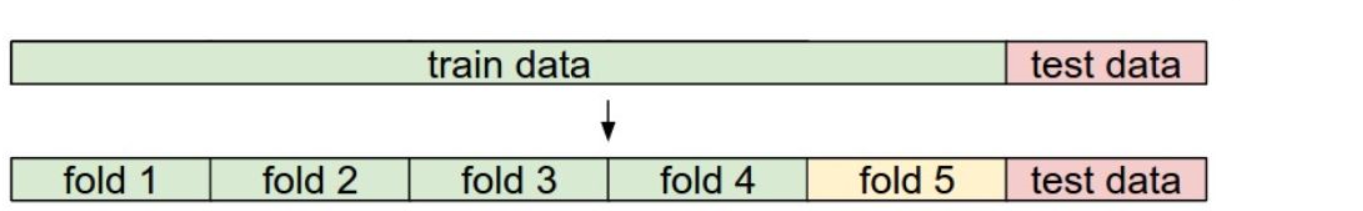 train data test data
fold 1 fold 2 fold 3 fold 4 fold 5 test data